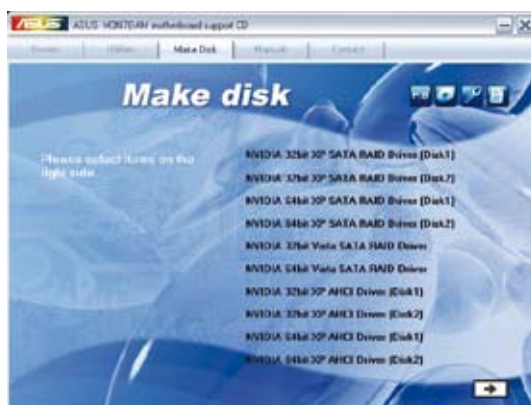 ASUS ASUS motherboard support CD
Drivers Utilities Make Disk Manuals Contact
Make disk
Please select items on the
right side.
NVIDIA 32bit XP SATA RAID Driver (Disk1)
NVIDIA 32bit XP SATA RAID Driver (Disk2)
NVIDIA 64bit XP SATA RAID Driver (Disk1)
NVIDIA 64bit XP SATA RAID Driver (Disk2)
NVIDIA 32bit Vista SATA RAID Driver
NVIDIA 64bit Vista SATA RAID Driver
NVIDIA 32bit XP AHCI Driver (Disk1)
NVIDIA 32bit XP AHCI Driver (Disk2)
NVIDIA 64bit XP AHCI Driver (Disk1)
NVIDIA 64bit XP AHCI Driver (Disk2)